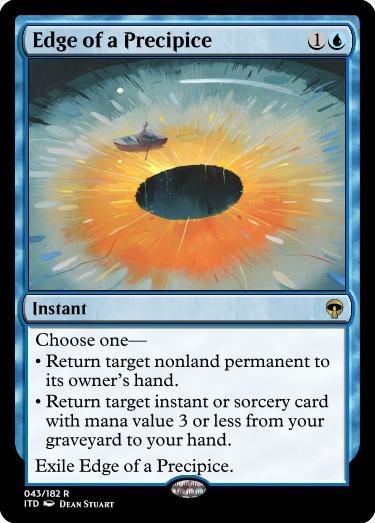 Edge of a Precipice 1
Instant
Choose one—
• Return target nonland permanent to
its owner's hand.
• Return target instant or sorcery card
with mana value 3 or less from your
graveyard to your hand.
Exile Edge of a Precipice.
043/182 R
ITD DEAN STUART